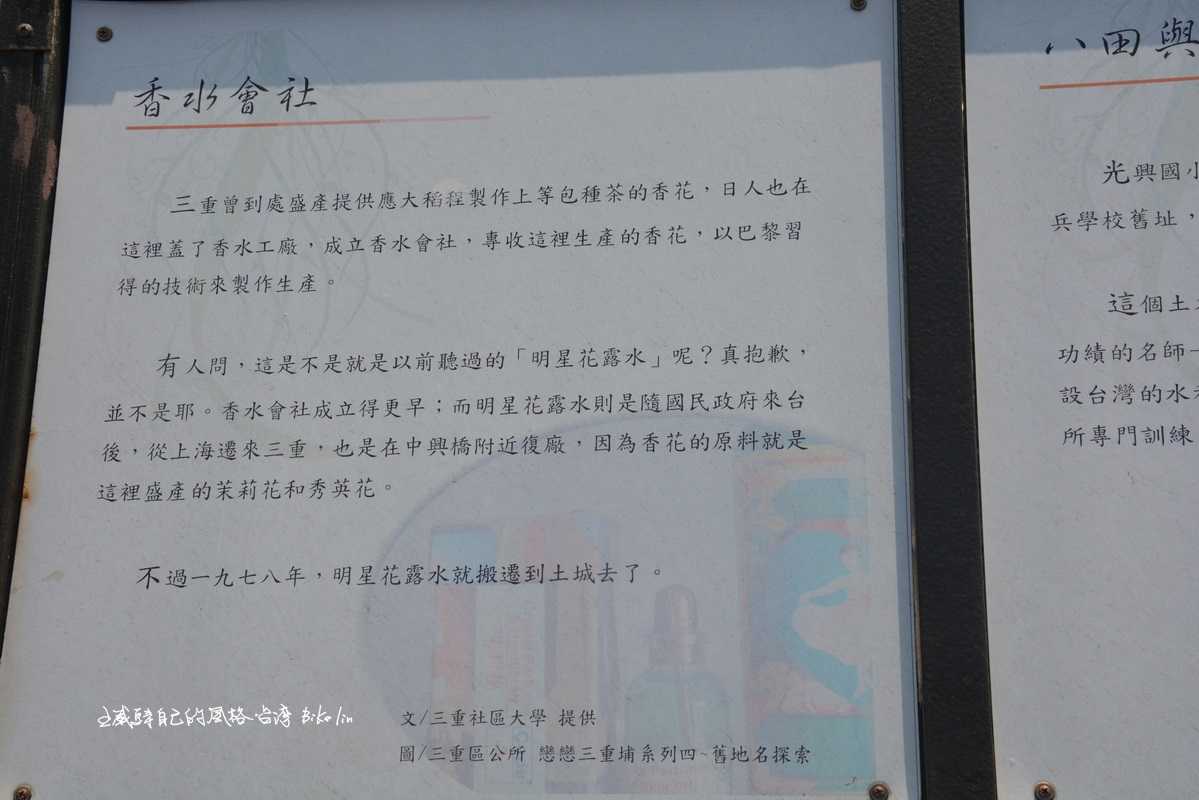 香水會社
三重曾到處盛產提供應大稻程製作上等包種茶的香花，日人也在
這裡蓋了香水工廠，成立香水會社，專收這裡生產的香花，以巴黎習
得的技術來製作生產。
有人問，這是不是就是以前聽過的「明星花露水」呢？真抱歉，
並不是耶。香水會社成立得更早；而明星花露水則是隨國民政府來台
後，從上海遷來三重，也是在中興橋附近復廠，因為香花的原料就是
這裡盛產的茉莉花和秀英花。
不過一九七八年，明星花露水就搬遷到土城去了。
文/三重社區大學 提供
圖/三重區公所 戀戀三重埔系列四-舊地名探索
自己的風格 台湾 Biko lin
八田與
光興國小
兵學校舊址，
這個土
功績的名師
設台灣的水
所專門訓練